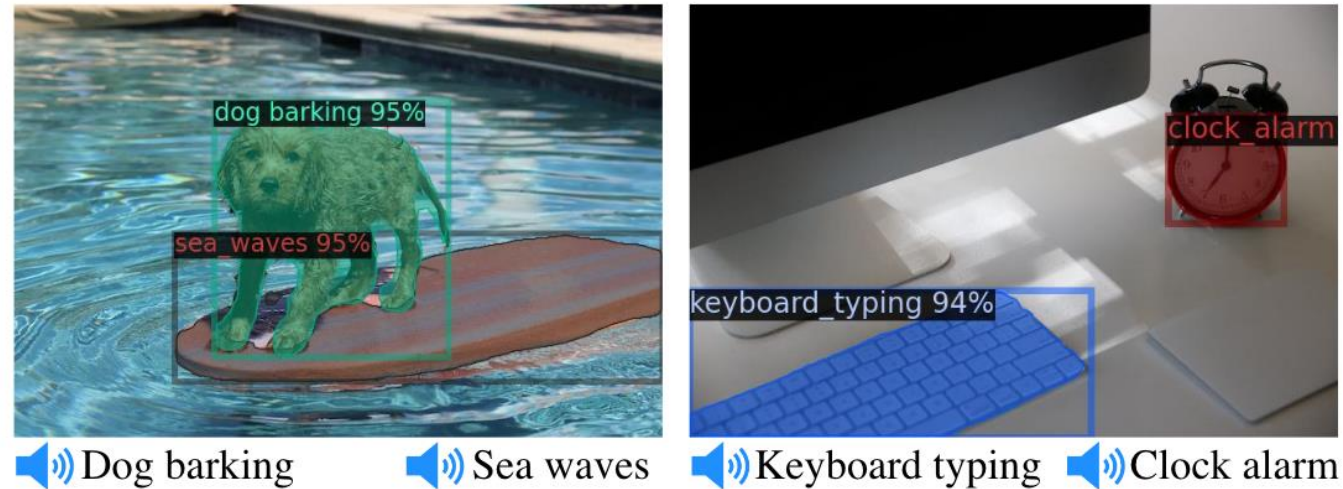 dog barking 95%
sea_waves 95%
clock_alarm
keyboard_typing 94%
Dog barking
Sea waves
Keyboard typing
Clock alarm